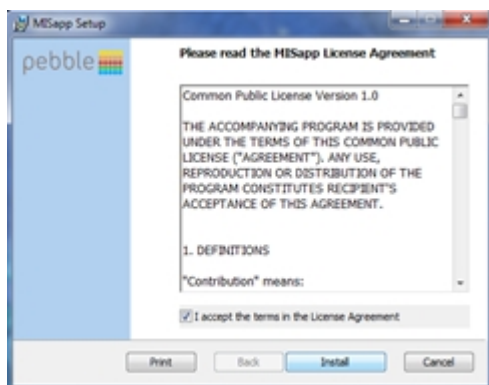 MISapp Setup
pebble
Please read the MISapp License Agreement
Common Public License Version 1.0
THE ACCOMPANYING PROGRAM IS PROVIDED
UNDER THE TERMS OF THIS COMMON PUBLIC
LICENSE ("AGREEMENT"). ANY USE,
REPRODUCTION OR DISTRIBUTION OF THE
PROGRAM CONSTITUTES RECIPIENT'S
ACCEPTANCE OF THIS AGREEMENT.
1. DEFINITIONS
"Contribution" means:
I accept the terms in the License Agreement
Print
Back
Install
Cancel